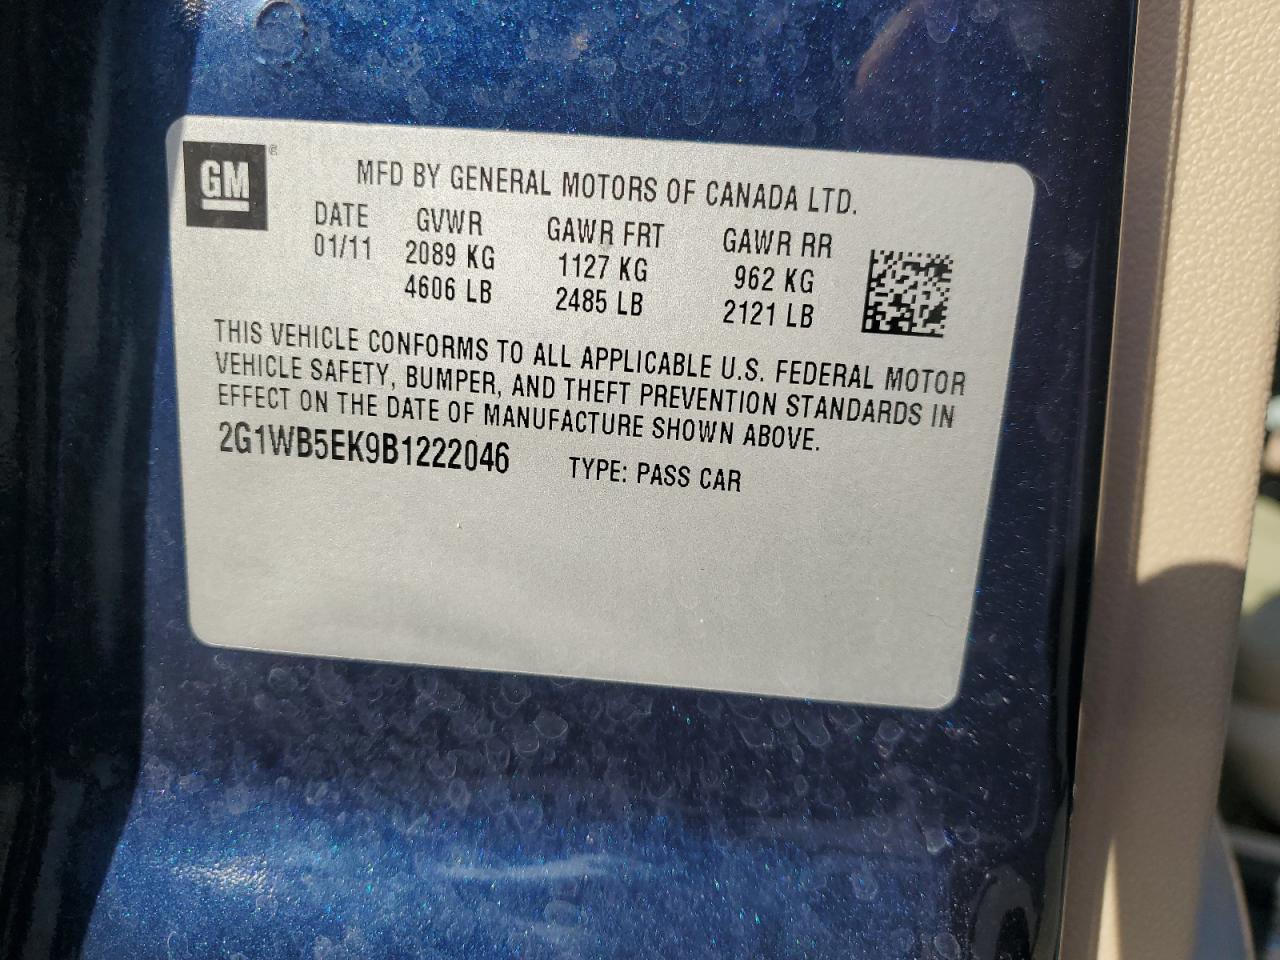 GM
MFD BY GENERAL MOTORS OF CANADA LTD.
DATE GVWR GAWR FRT GAWR RR
01/11 2089 KG 1127 KG 962 KG
4606 LB 2485 LB 2121 LB
THIS VEHICLE CONFORMS TO ALL APPLICABLE U.S. FEDERAL MOTOR
VEHICLE SAFETY, BUMPER, AND THEFT PREVENTION STANDARDS IN
EFFECT ON THE DATE OF MANUFACTURE SHOWN ABOVE.
2G1WB5EK9B1222046 TYPE: PASS CAR